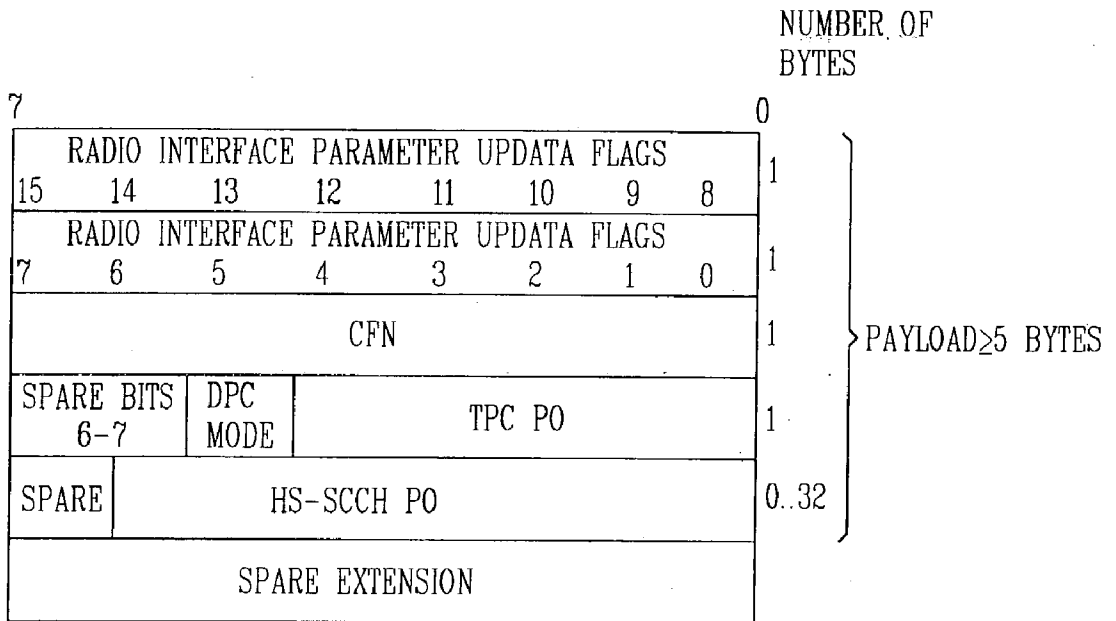 NUMBER OF
BYTES
7 0
RADIO INTERFACE PARAMETER UPDATA FLAGS
1
15 14 13 12 11 10 9 8
RADIO INTERFACE PARAMETER UPDATA FLAGS
1
7 6 5 4 3 2 1 0
CFN 1
PAYLOAD≥5 BYTES
SPARE BITS
6-7
DPC
MODE
TPC PO 1
SPARE HS-SCCH PO 0..32
SPARE EXTENSION